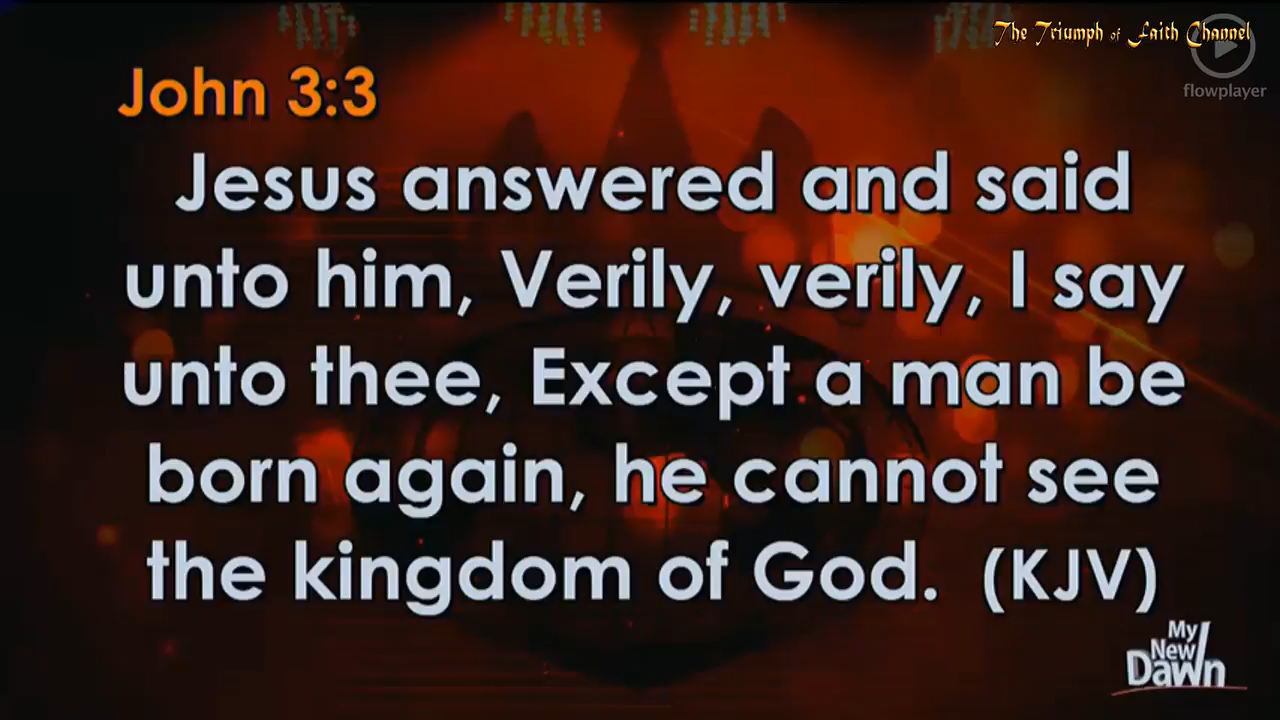 The Triumph of Faith Channel
flowplayer
John 3:3
Jesus answered and said
unto him, Verily, verily, I say
unto thee, Except a man be
born again, he cannot see
the kingdom of God. (KJV)
My
New
Dawn